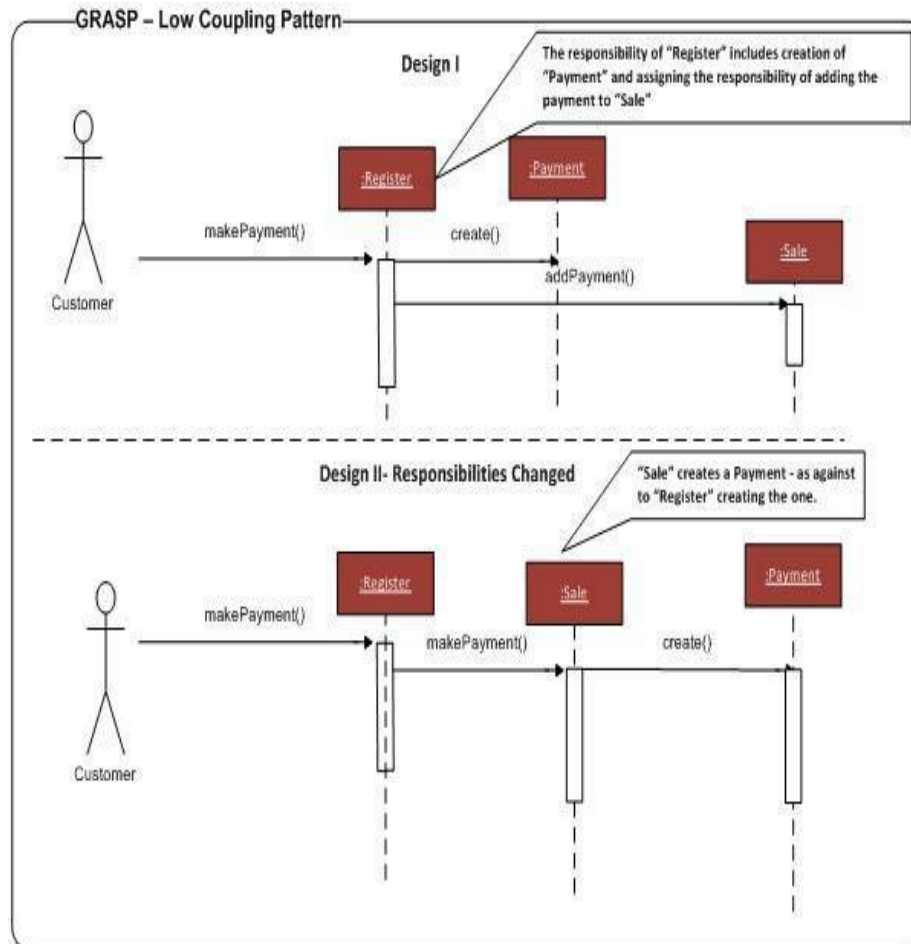 GRASP – Low Coupling Pattern
Design I
The responsibility of “Register” includes creation of
“Payment” and assigning the responsibility of adding the
payment to “Sale”
:Register
:Payment
makePayment()
create()
:Sale
addPayment()
Customer
Design II- Responsibilities Changed
“Sale” creates a Payment - as against
to “Register” creating the one.
:Register
:Sale
:Payment
makePayment()
makePayment()
create()
Customer